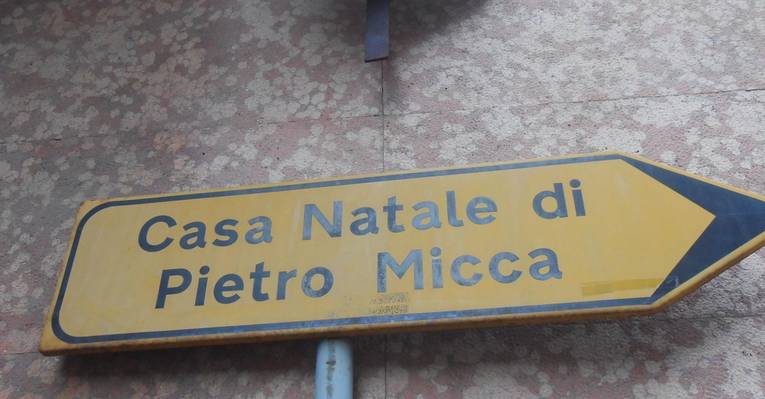 Casa Natale di
Pietro Micca